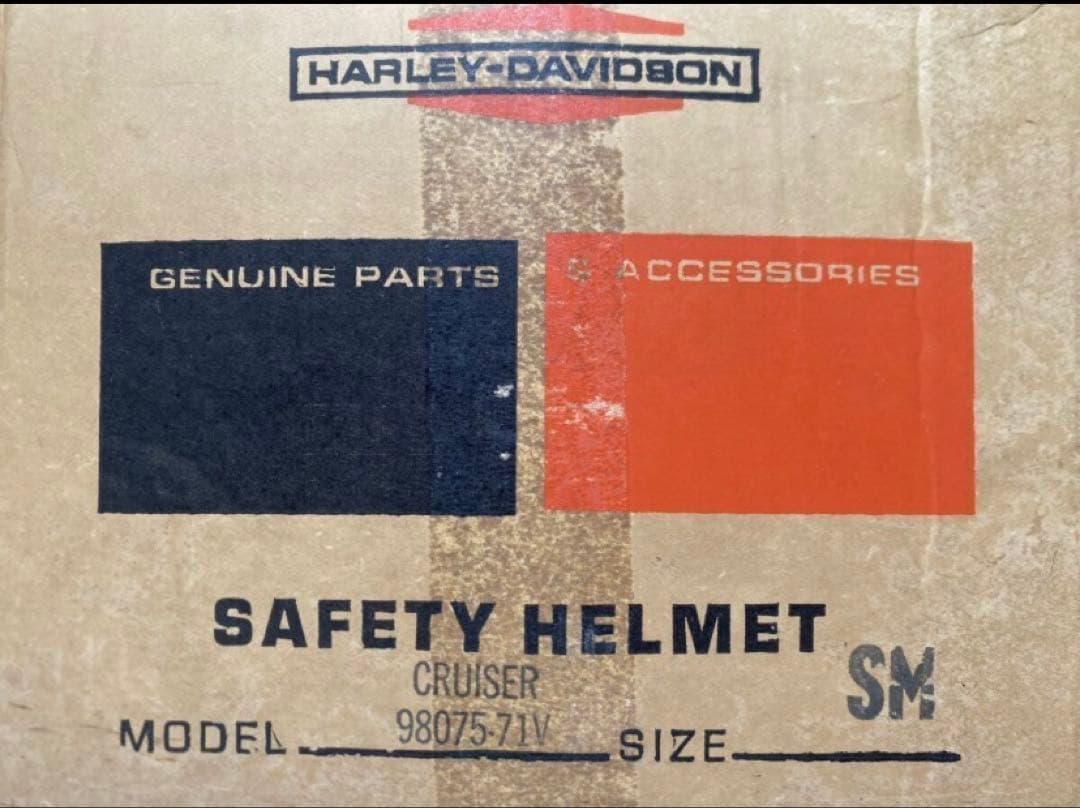 HARLEY-DAVIDSON
GENUINE PARTS & ACCESSORIES
SAFETY HELMET
CRUISER
MODEL 98075-71V SIZE SM